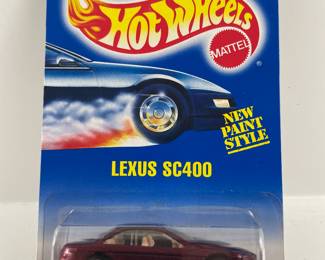 Hot Wheels
MATTEL
®
NEW
PAINT
STYLE
LEXUS SC400